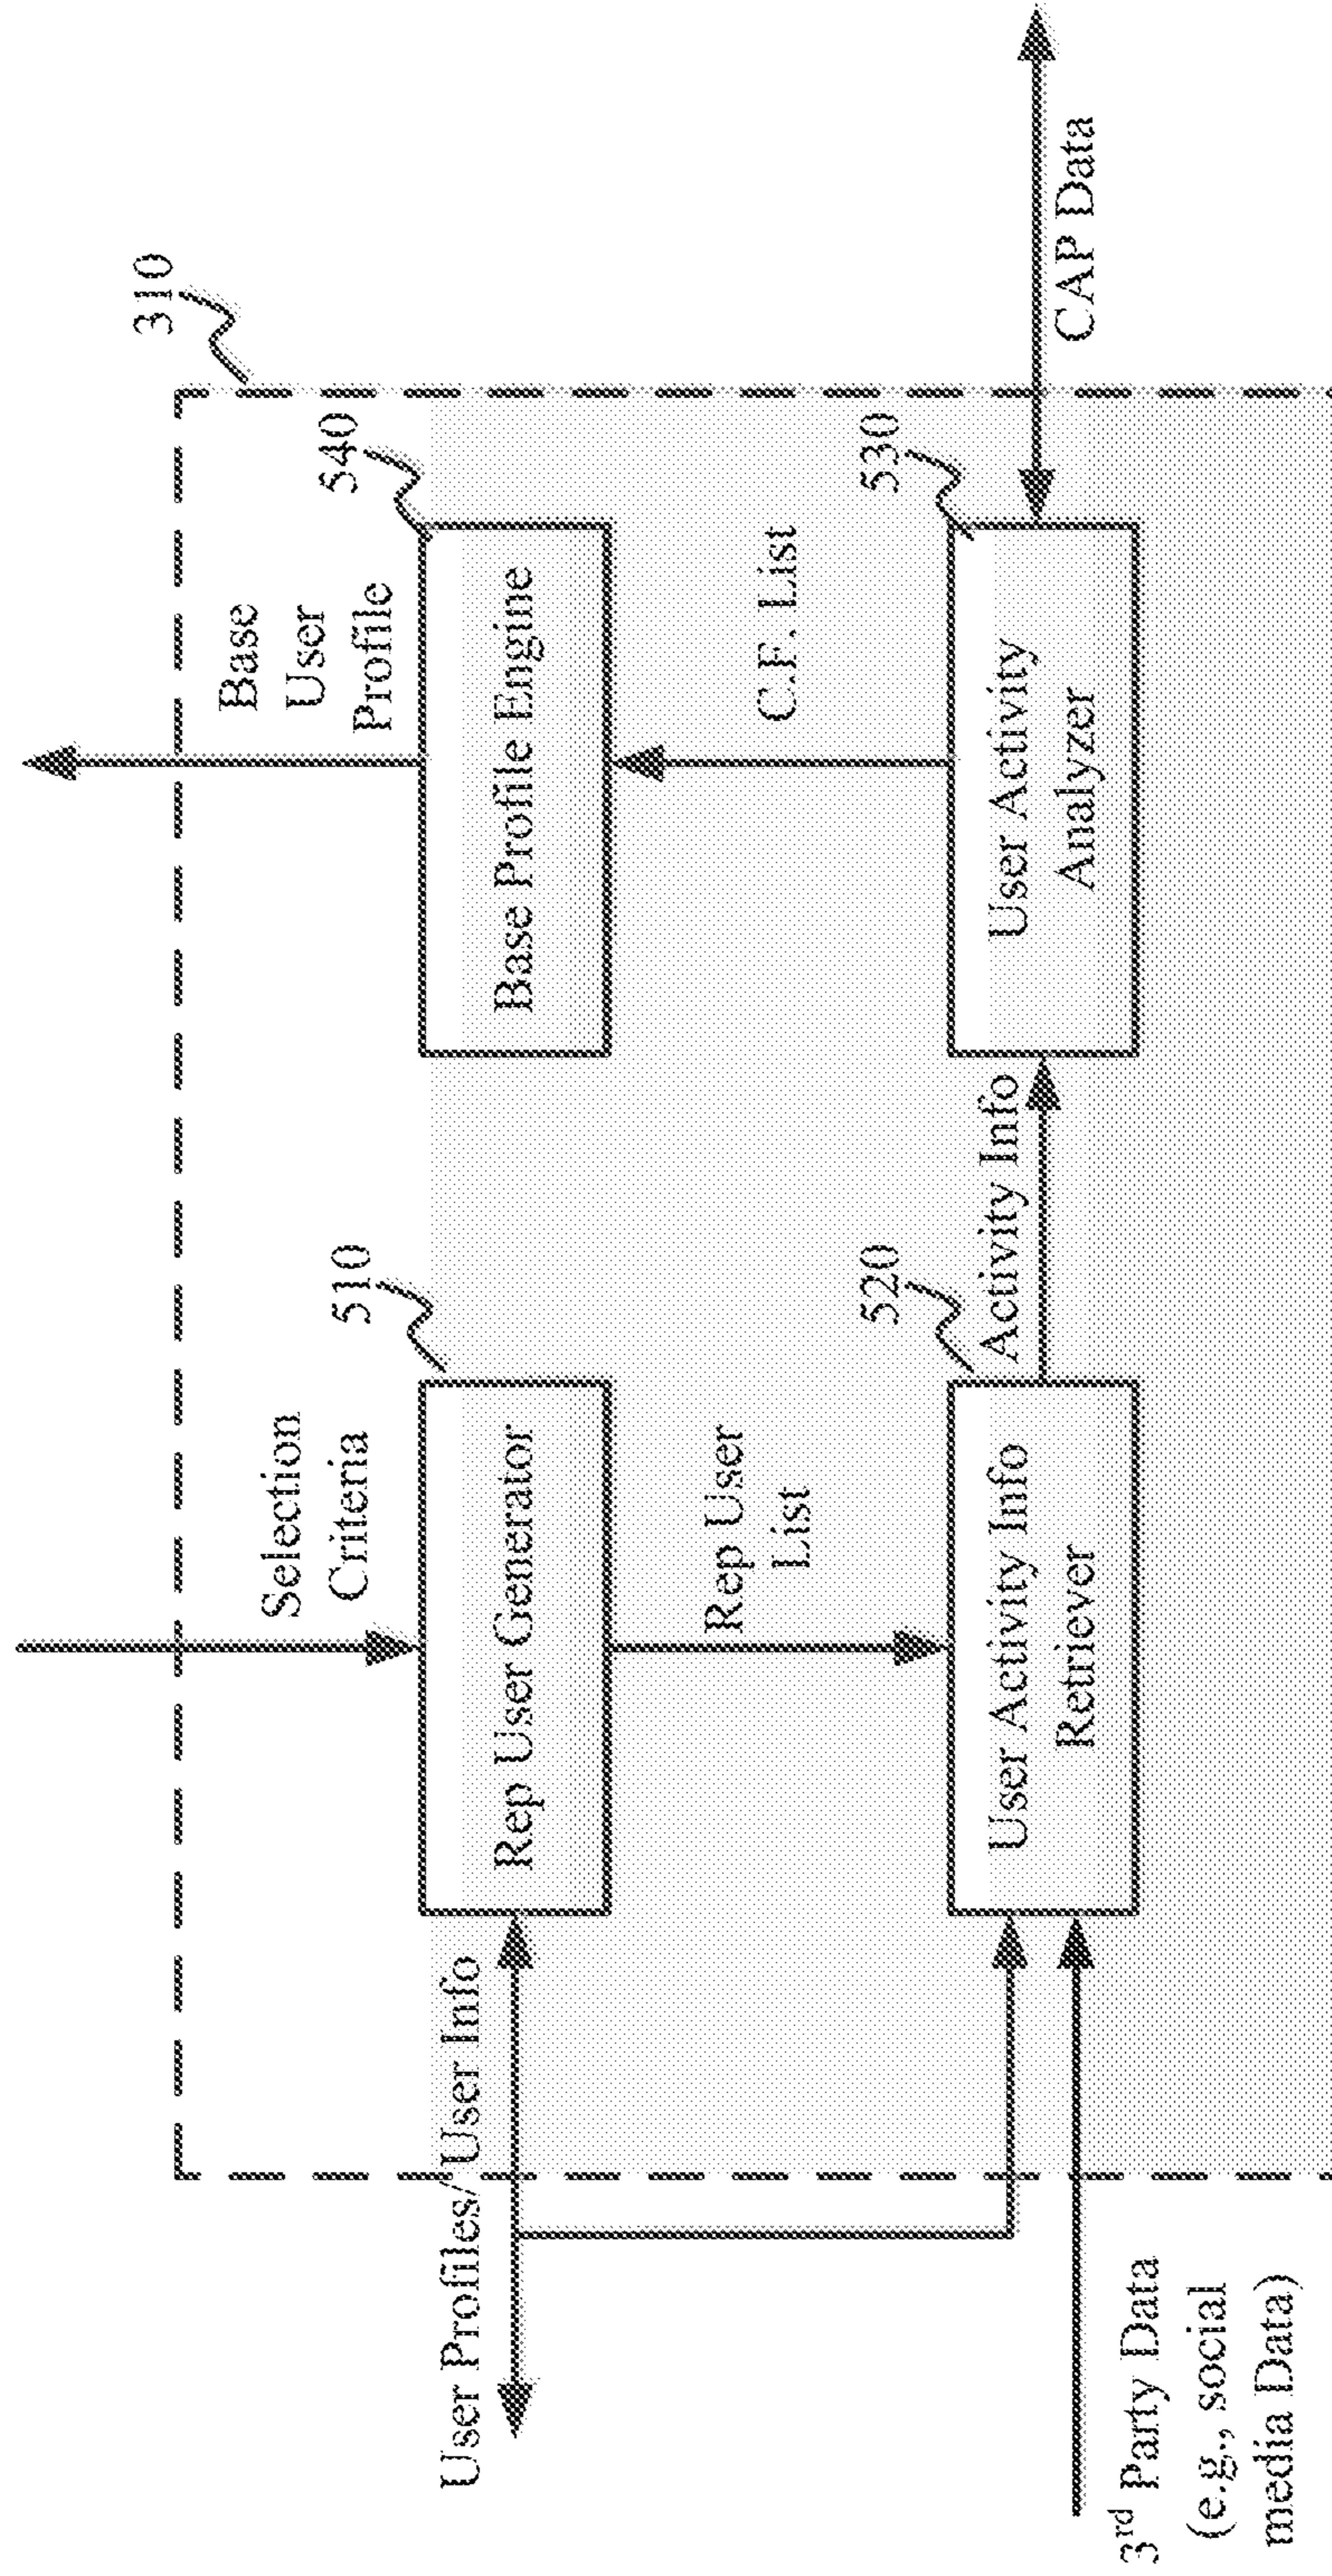 310
Selection
Criteria
Base
User
Profile
510
540
User Profiles/User Info
Rep User Generator
Base Profile Engine
Rep User
List
C.F. List
520
530
Activity Info
User Activity Info
Retriever
User Activity
Analyzer
CAP Data
3rd Party Data
(e.g., social
media Data)